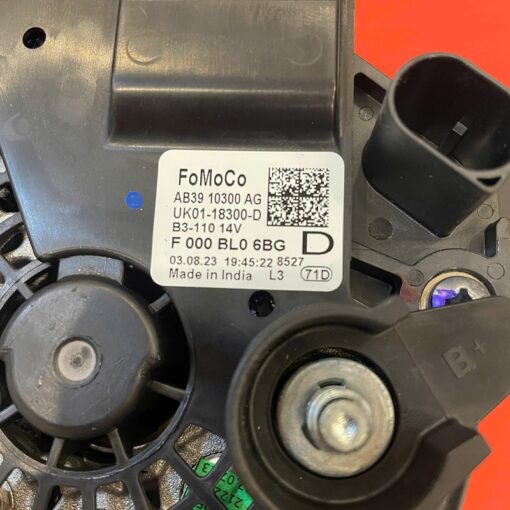 FoMoCo
AB39 10300 AG
UK01-18300-D
B3-110 14V
F 000 BL0 6BG D
03.08.23 19:45:22 8527
Made in India L3 71D
B+